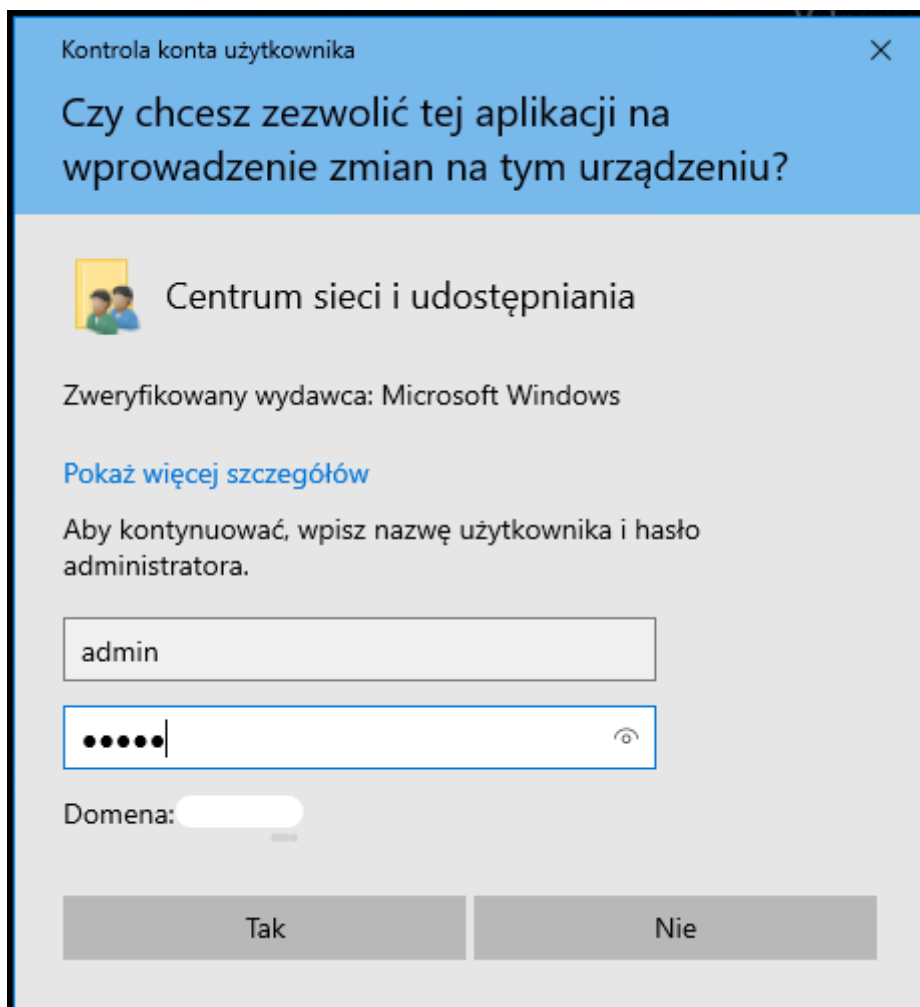 Kontrola konta użytkownika
Czy chcesz zezwolić tej aplikacji na
wprowadzenie zmian na tym urządzeniu?
Centrum sieci i udostępniania
Zweryfikowany wydawca: Microsoft Windows
Pokaż więcej szczegółów
Aby kontynuować, wpisz nazwę użytkownika i hasło
administratora.
admin
•••••
Domena:
Tak
Nie